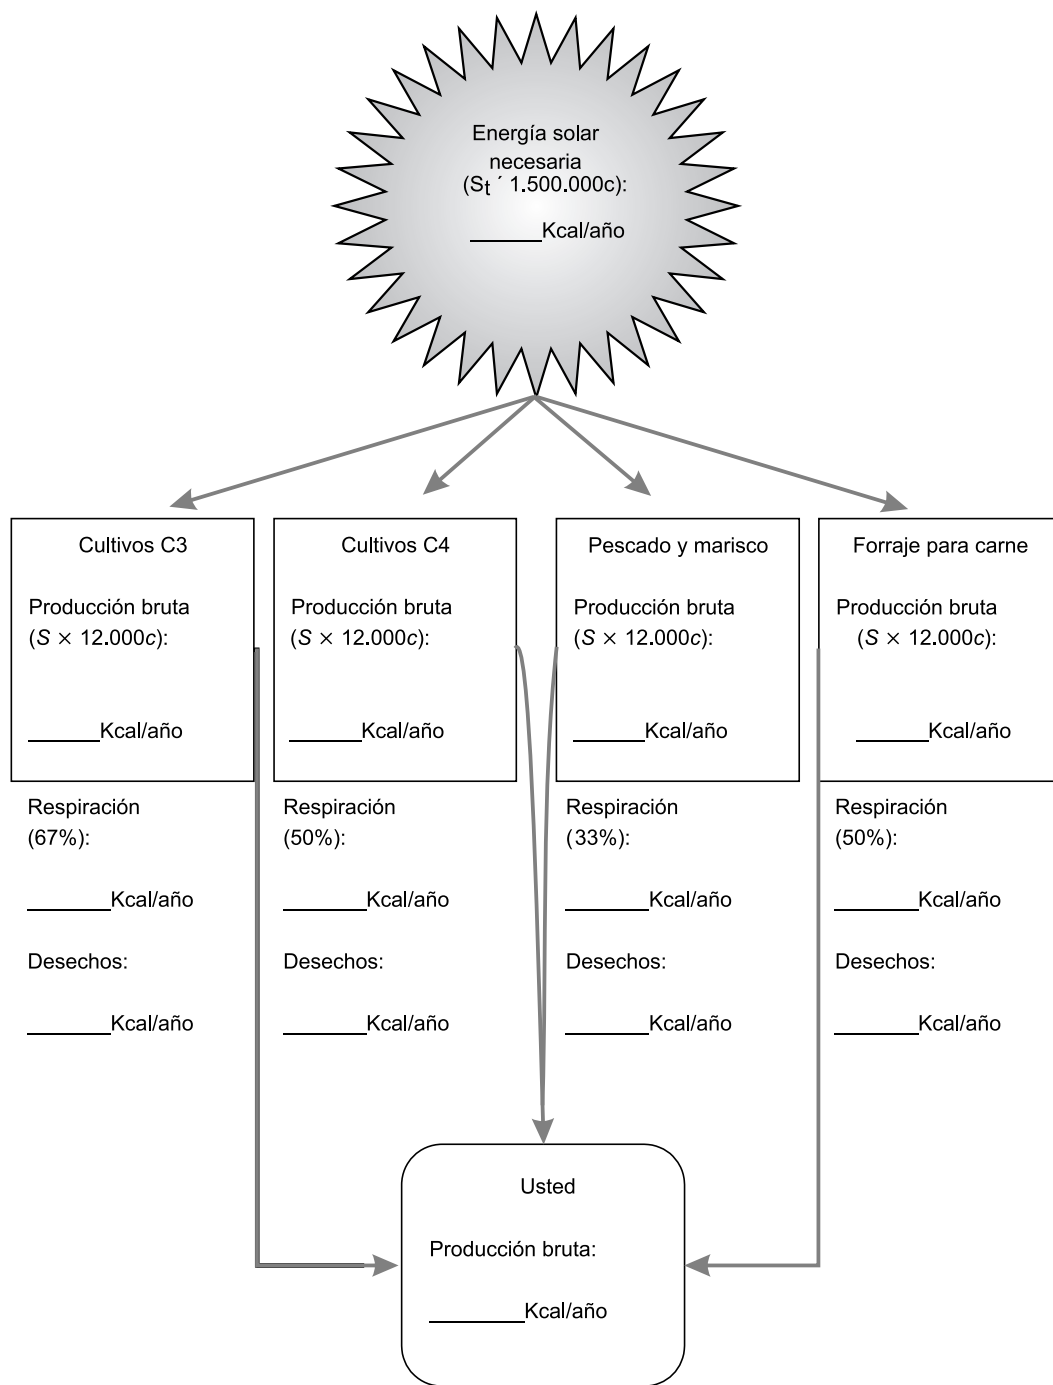 Energía solar
necesaria
(St ´ 1.500.000c):
______Kcal/año
Cultivos C3
Producción bruta
(S × 12.000c):
______Kcal/año
Respiración
(67%):
_______Kcal/año
Desechos:
_______Kcal/año
Cultivos C4
Producción bruta
(S × 12.000c):
______Kcal/año
Respiración
(50%):
_______Kcal/año
Desechos:
_______Kcal/año
Pescado y marisco
Producción bruta
(S × 12.000c):
______Kcal/año
Respiración
(33%):
_______Kcal/año
Desechos:
_______Kcal/año
Forraje para carne
Producción bruta
(S × 12.000c):
______Kcal/año
Respiración
(50%):
_______Kcal/año
Desechos:
_______Kcal/año
Usted
Producción bruta:
________Kcal/año